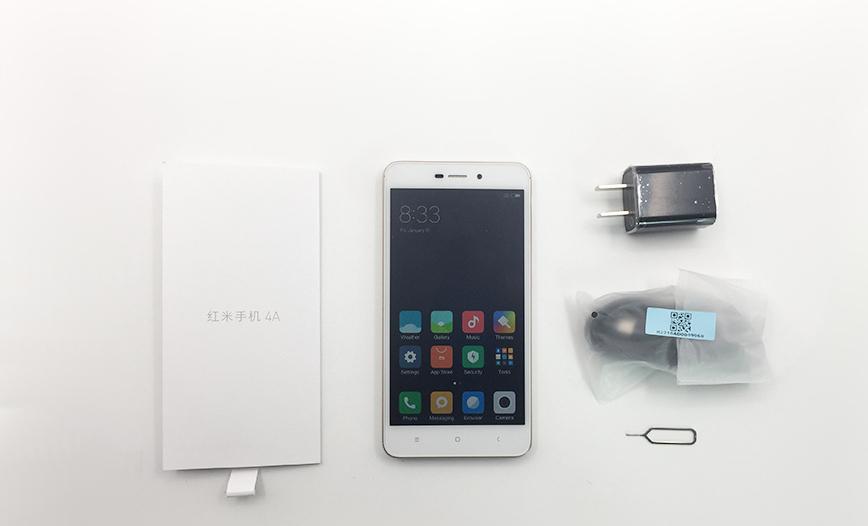 红米手机 4A
8:33
Fri, January 6
Weather
Gallery
Music
Themes
Settings
App Store
Security
Tools
Phone
Messaging
Browser
Camera